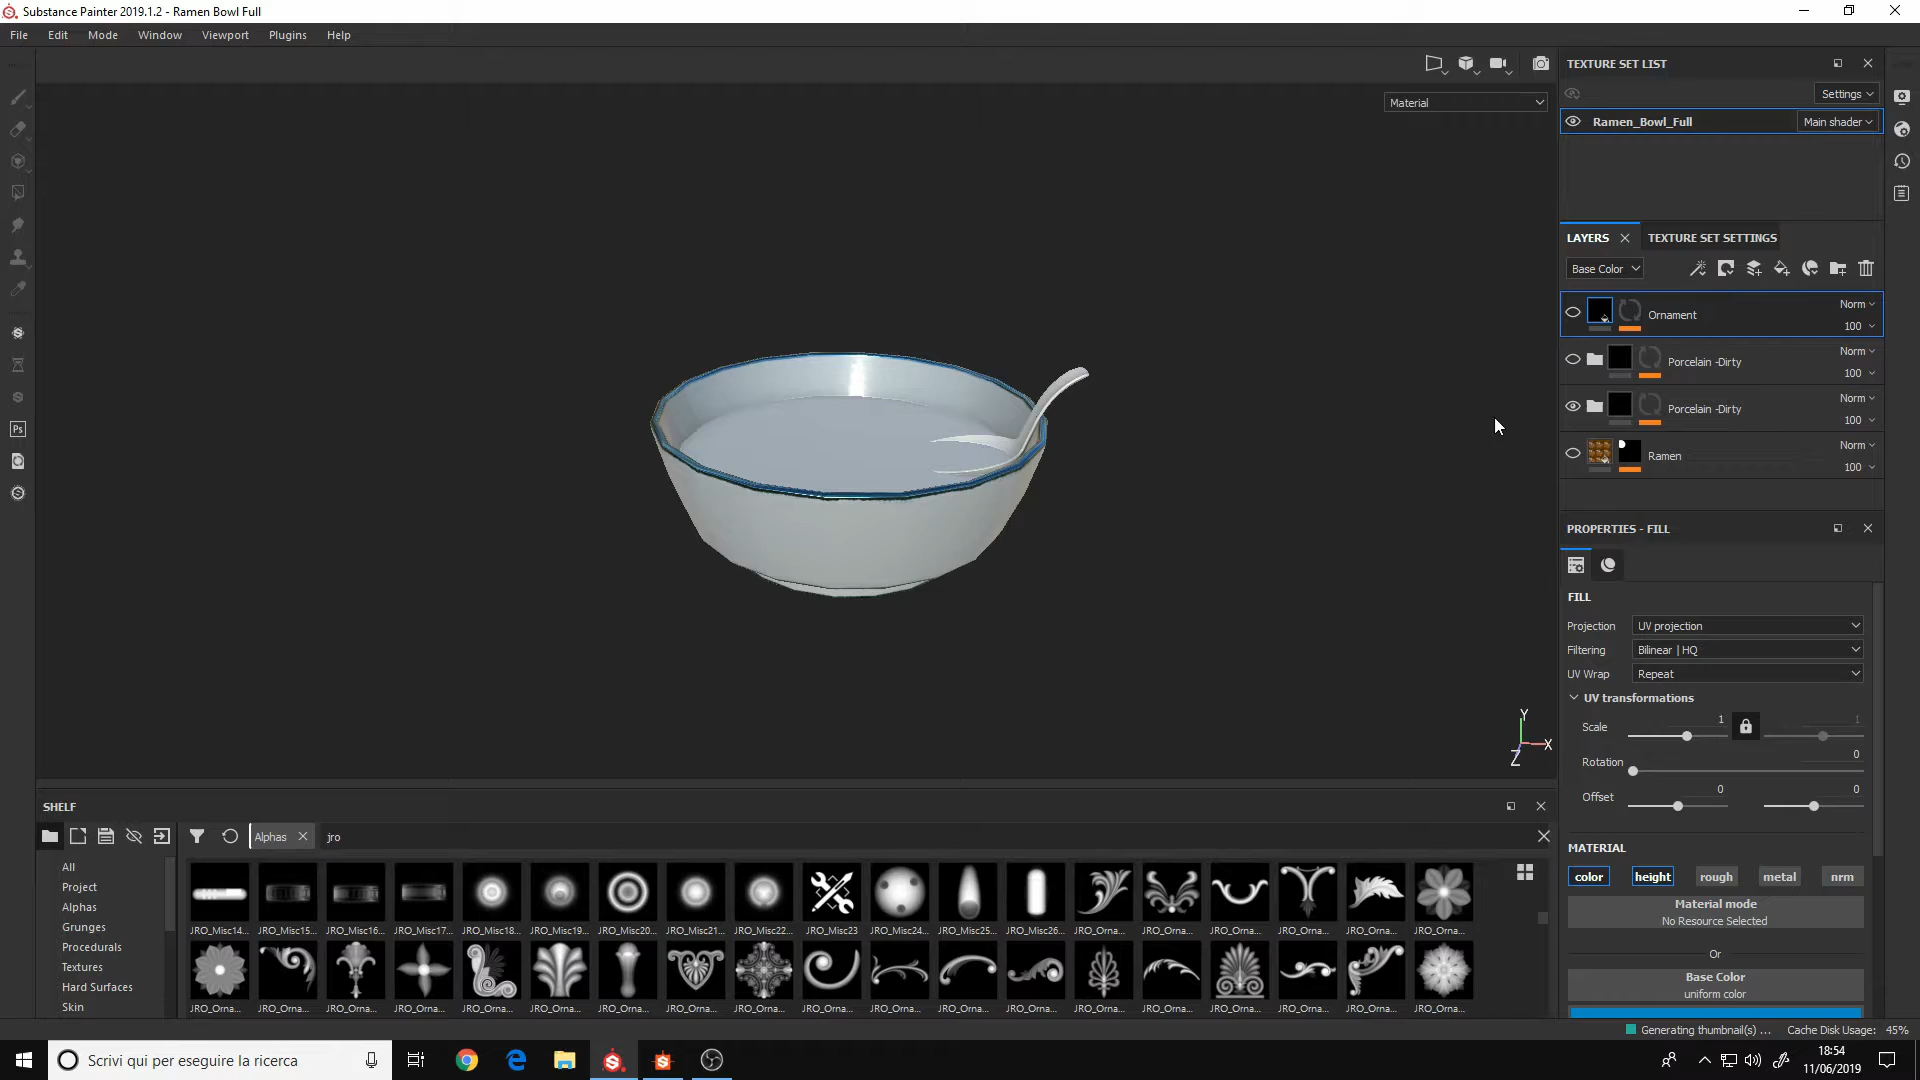 Substance Painter 2019.1.2 - Ramen Bowl Full
File Edit Mode Window Viewport Plugins Help
Material
TEXTURE SET LIST
Settings
Ramen_Bowl_Full Main shader
LAYERS TEXTURE SET SETTINGS
Base Color
Ornament Norm 100
Porcelain -Dirty Norm 100
Porcelain -Dirty Norm 100
Ramen Norm 100
PROPERTIES - FILL
FILL
Projection UV projection
Filtering Bilinear | HQ
UV Wrap Repeat
UV transformations
Scale 1 1
Rotation 0
Offset 0 0
MATERIAL
color height rough metal nrm
Material mode
No Resource Selected
Or
Base Color
uniform color
Y
X
Z
Ps
SHELF
Alphas jro
All
Project
Alphas
Grunges
Procedurals
Textures
Hard Surfaces
Skin
JRO_Misc14... JRO_Misc15... JRO_Misc16... JRO_Misc17... JRO_Misc18... JRO_Misc19... JRO_Misc20... JRO_Misc21... JRO_Misc22... JRO_Misc23 JRO_Misc24... JRO_Misc25... JRO_Misc26... JRO_Orna... JRO_Orna... JRO_Orna... JRO_Orna... JRO_Orna... JRO_Orna...
JRO_Orna... JRO_Orna... JRO_Orna... JRO_Orna... JRO_Orna... JRO_Orna... JRO_Orna... JRO_Orna... JRO_Orna... JRO_Orna... JRO_Orna... JRO_Orna... JRO_Orna... JRO_Orna... JRO_Orna... JRO_Orna... JRO_Orna... JRO_Orna... JRO_Orna...
Generating thumbnail(s) ... Cache Disk Usage: 45%
Scrivi qui per eseguire la ricerca
18:54
11/06/2019